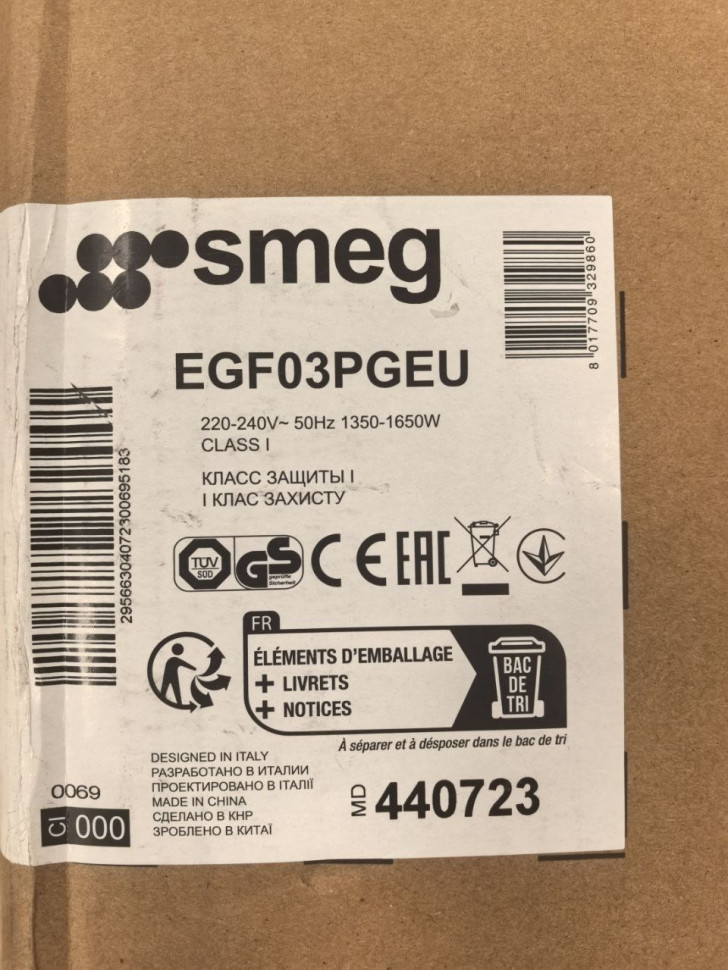 smeg
8 017709 329860
EGF03PGEU
220-240V~ 50Hz 1350-1650W
CLASS I
КЛАСС ЗАЩИТЫ I
I КЛАС ЗАХИСТУ
29566304072300695183
TÜV
SÜD
GS
geprüfte
Sicherheit
CE
EAC
FR
ÉLÉMENTS D'EMBALLAGE
+ LIVRETS
+ NOTICES
BAC
DE
TRI
À séparer et à désposer dans le bac de tri
DESIGNED IN ITALY
РАЗРАБОТАНО В ИТАЛИИ
ПРОЕКТИРОВАНО В ІТАЛІЇ
MADE IN CHINA
СДЕЛАНО В КНР
ЗРОБЛЕНО В КИТАЇ
MD 440723
0069
CI 000